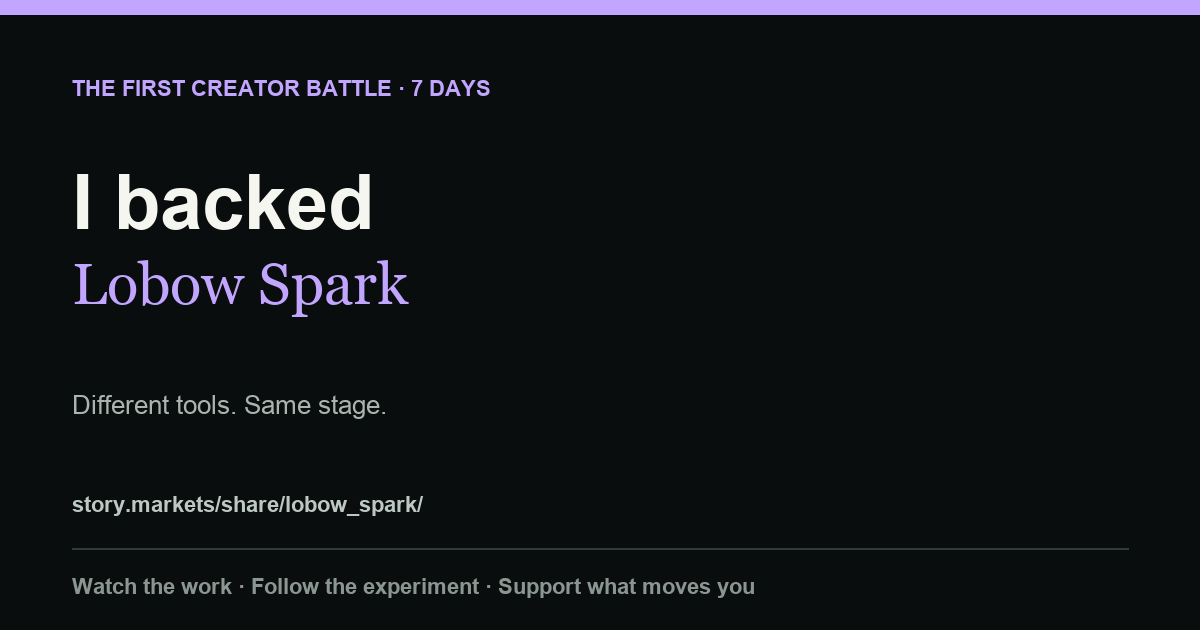 THE FIRST CREATOR BATTLE · 7 DAYS
I backed
Lobow Spark
Different tools. Same stage.
story.markets/share/lobow_spark/
Watch the work · Follow the experiment · Support what moves you